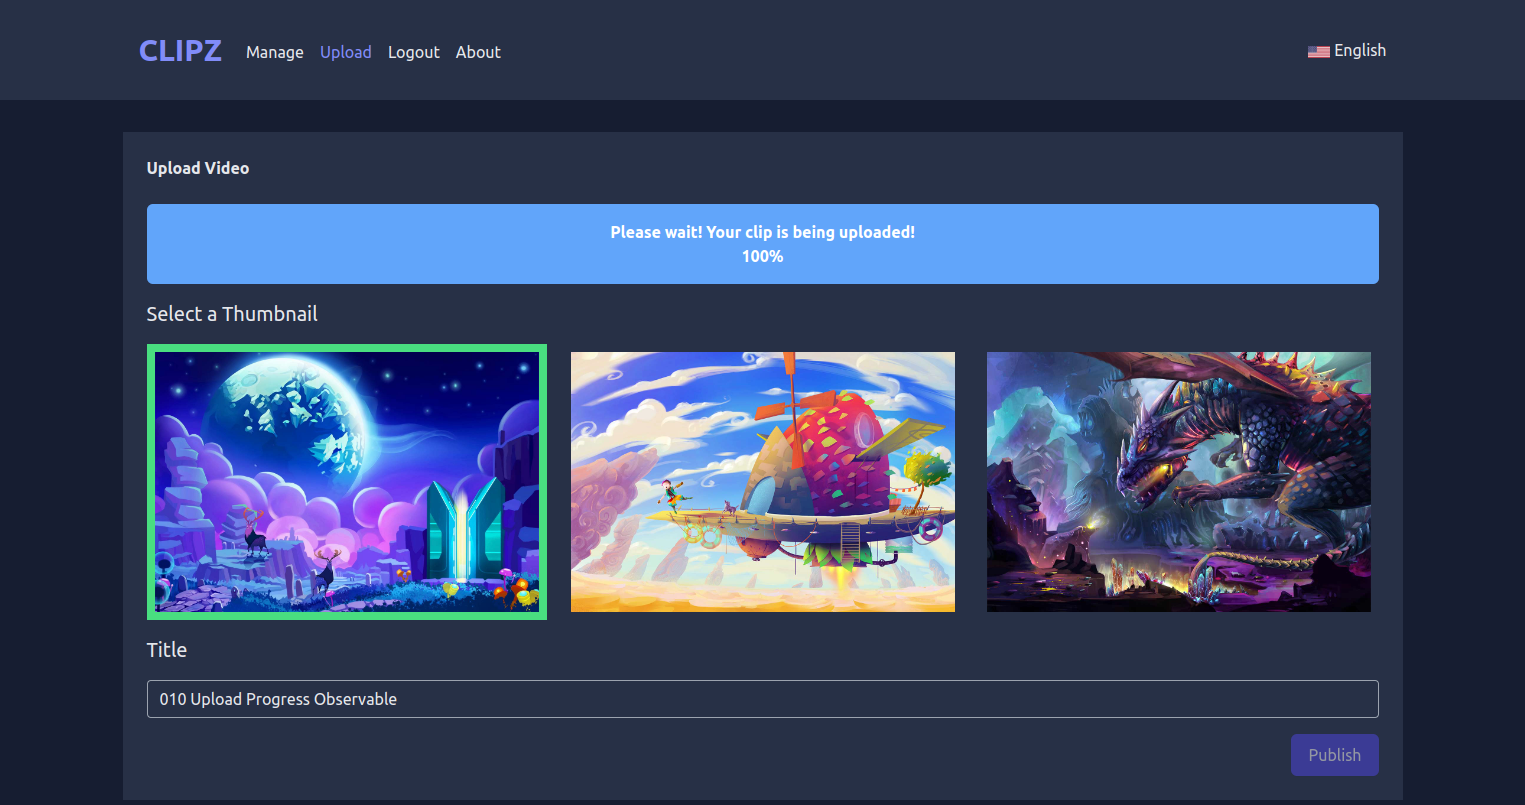 CLIPZ Manage Upload Logout About English
Upload Video
Please wait! Your clip is being uploaded!
100%
Select a Thumbnail
Title
010 Upload Progress Observable
Publish